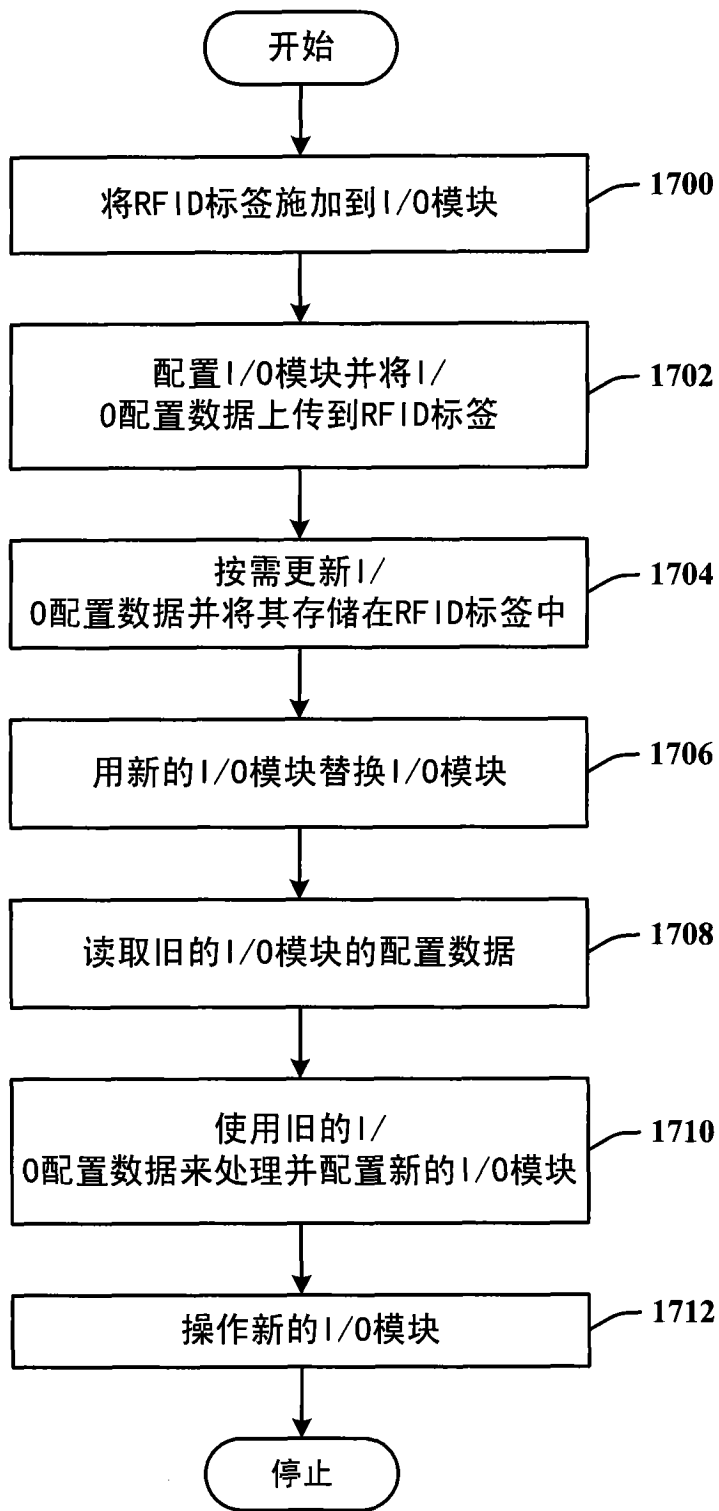 开始
将RFID标签施加到I/O模块
1700
配置I/O模块并将I/
O配置数据上传到RFID标签
1702
按需更新I/
O配置数据并将其存储在RFID标签中
1704
用新的I/O模块替换I/O模块
1706
读取旧的I/O模块的配置数据
1708
使用旧的I/
O配置数据来处理并配置新的I/O模块
1710
操作新的I/O模块
1712
停止